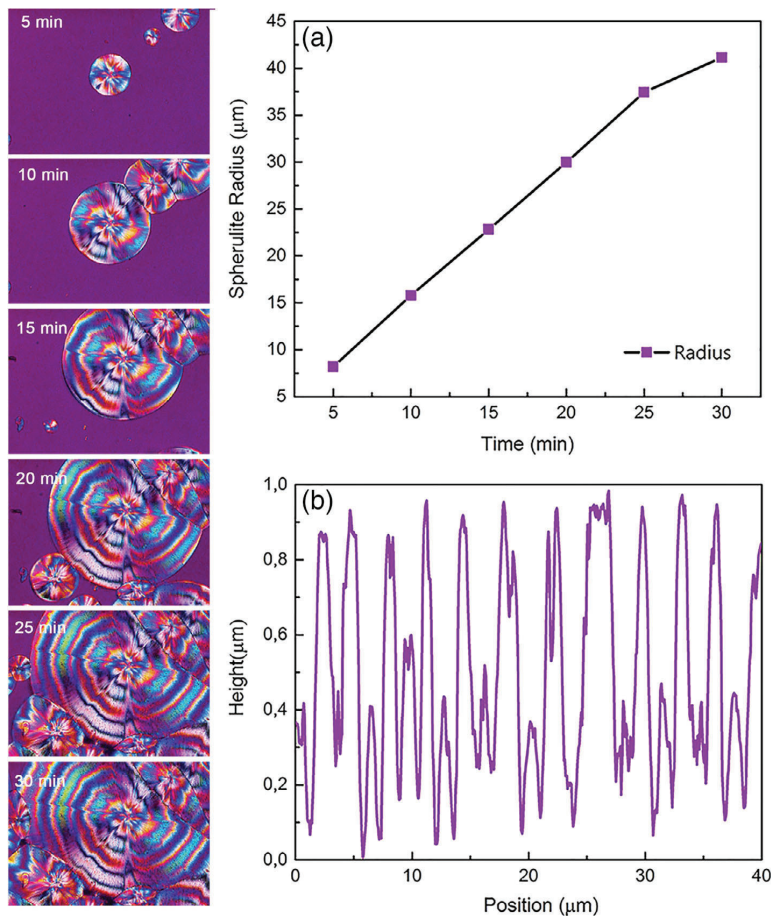 5 min
10 min
15 min
20 min
25 min
30 min
(a)
45
40
35
30
25
20
15
10
5
Spherulite Radius (μm)
Radius
5 10 15 20 25 30
Time (min)
(b)
1,0
0,8
0,6
0,4
0,2
0,0
Height(μm)
0 10 20 30 40
Position (μm)